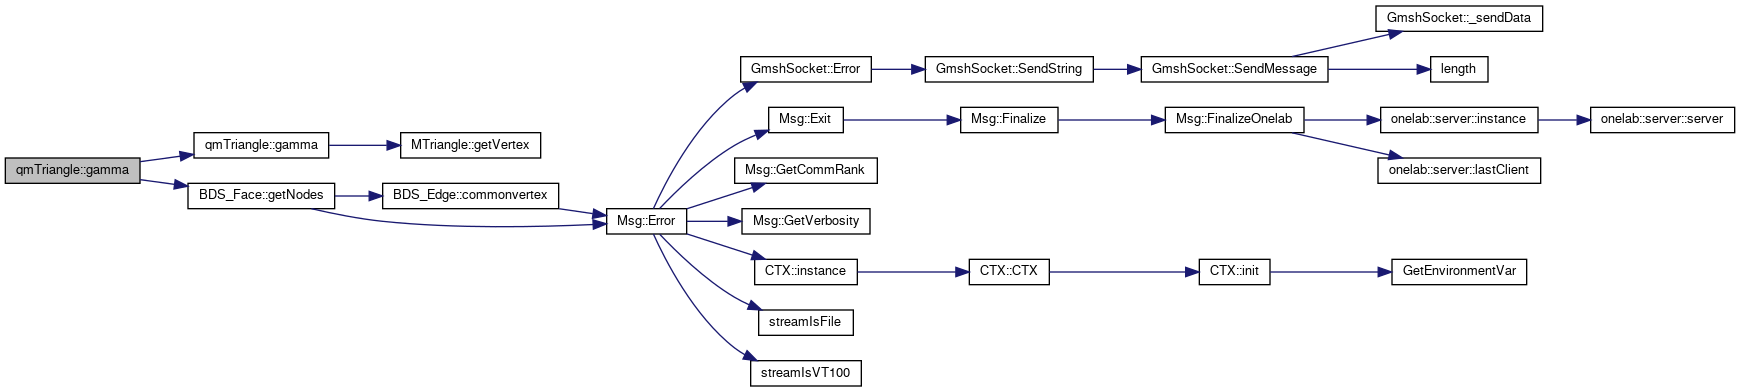 qmTriangle::gamma
qmTriangle::gamma
MTriangle::getVertex
BDS_Face::getNodes
BDS_Edge::commonvertex
Msg::Error
GmshSocket::Error
GmshSocket::SendString
GmshSocket::SendMessage
GmshSocket::_sendData
length
Msg::Exit
Msg::Finalize
Msg::FinalizeOnelab
onelab::server::instance
onelab::server::server
onelab::server::lastClient
Msg::GetCommRank
Msg::GetVerbosity
CTX::instance
CTX::CTX
CTX::init
GetEnvironmentVar
streamIsFile
streamIsVT100